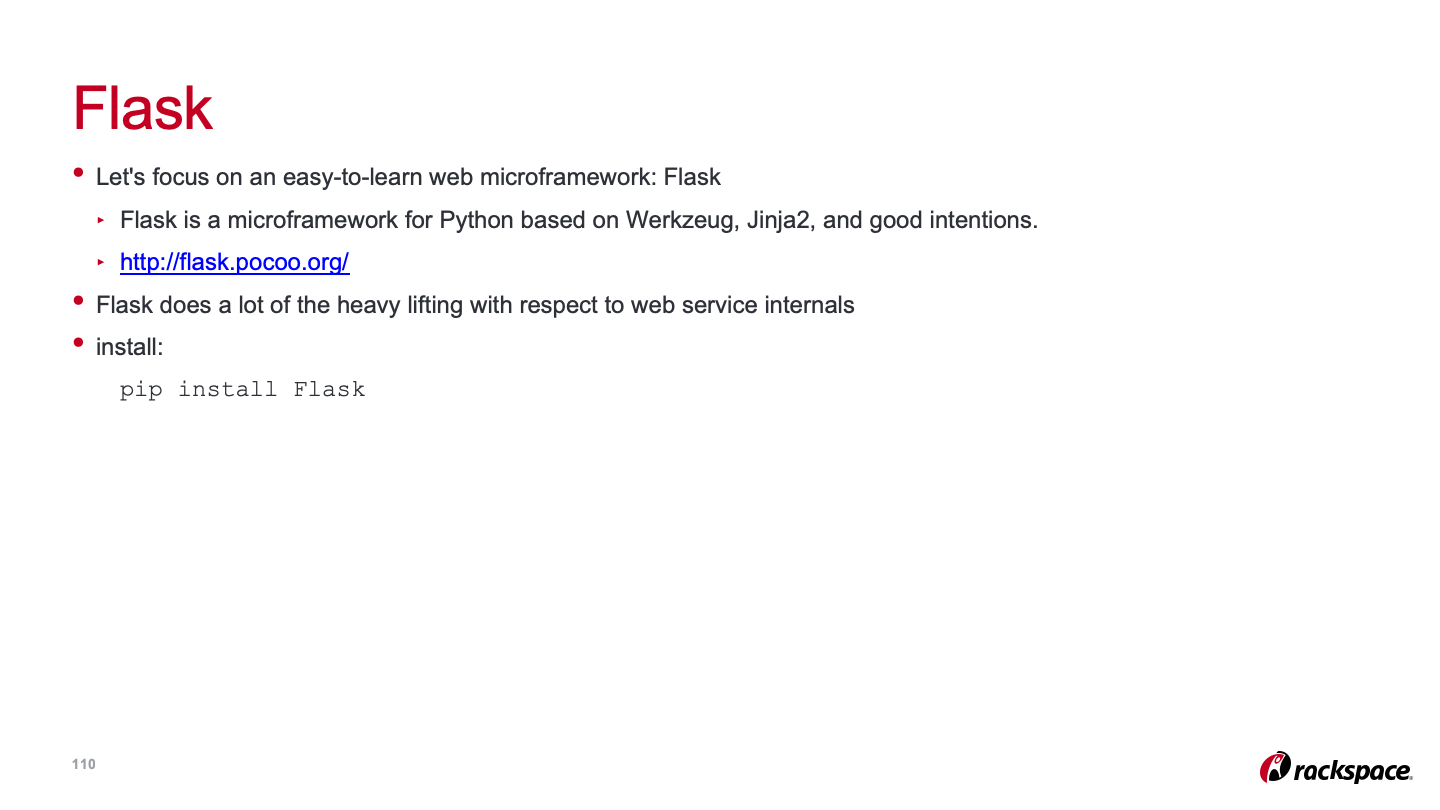 Flask
• Let's focus on an easy-to-learn web microframework: Flask
‣ Flask is a microframework for Python based on Werkzeug, Jinja2, and good intentions.
‣ http://flask.pocoo.org/
• Flask does a lot of the heavy lifting with respect to web service internals
• install:
pip install Flask
110
rackspace.